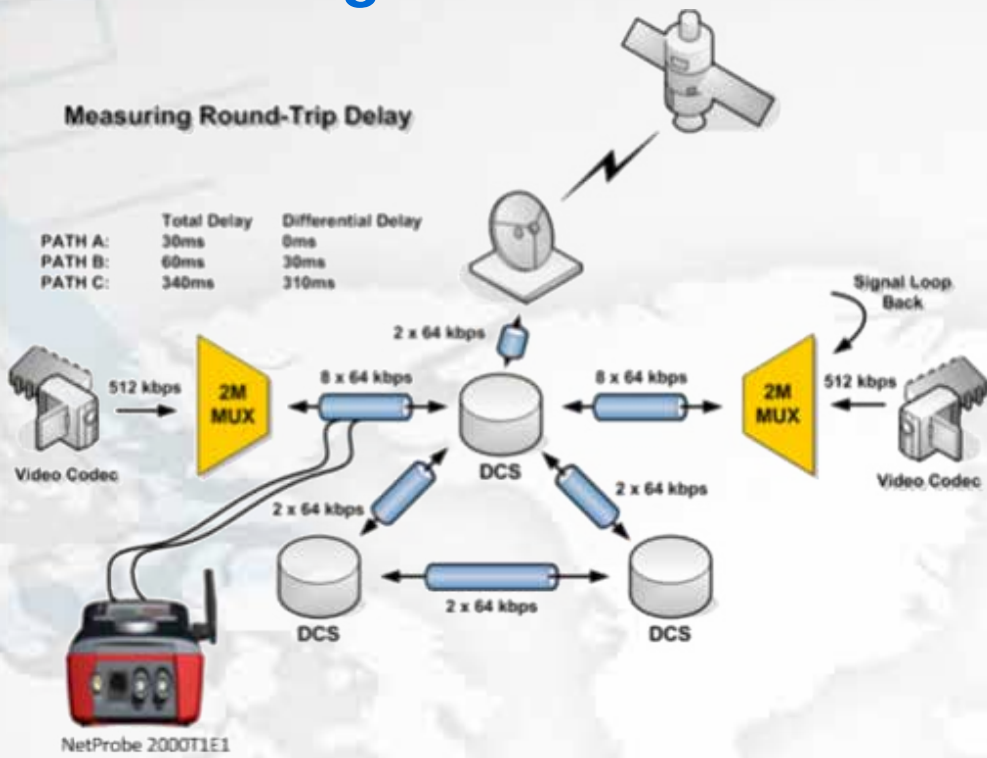 Measuring Round-Trip Delay
Total Delay Differential Delay
PATH A: 30ms 0ms
PATH B: 60ms 30ms
PATH C: 340ms 310ms
Signal Loop
Back
2 x 64 kbps
512 kbps
2M
MUX
8 x 64 kbps
8 x 64 kbps
2M
MUX
512 kbps
Video Codec
DCS
Video Codec
2 x 64 kbps
2 x 64 kbps
2 x 64 kbps
DCS
DCS
NetProbe 2000T1E1